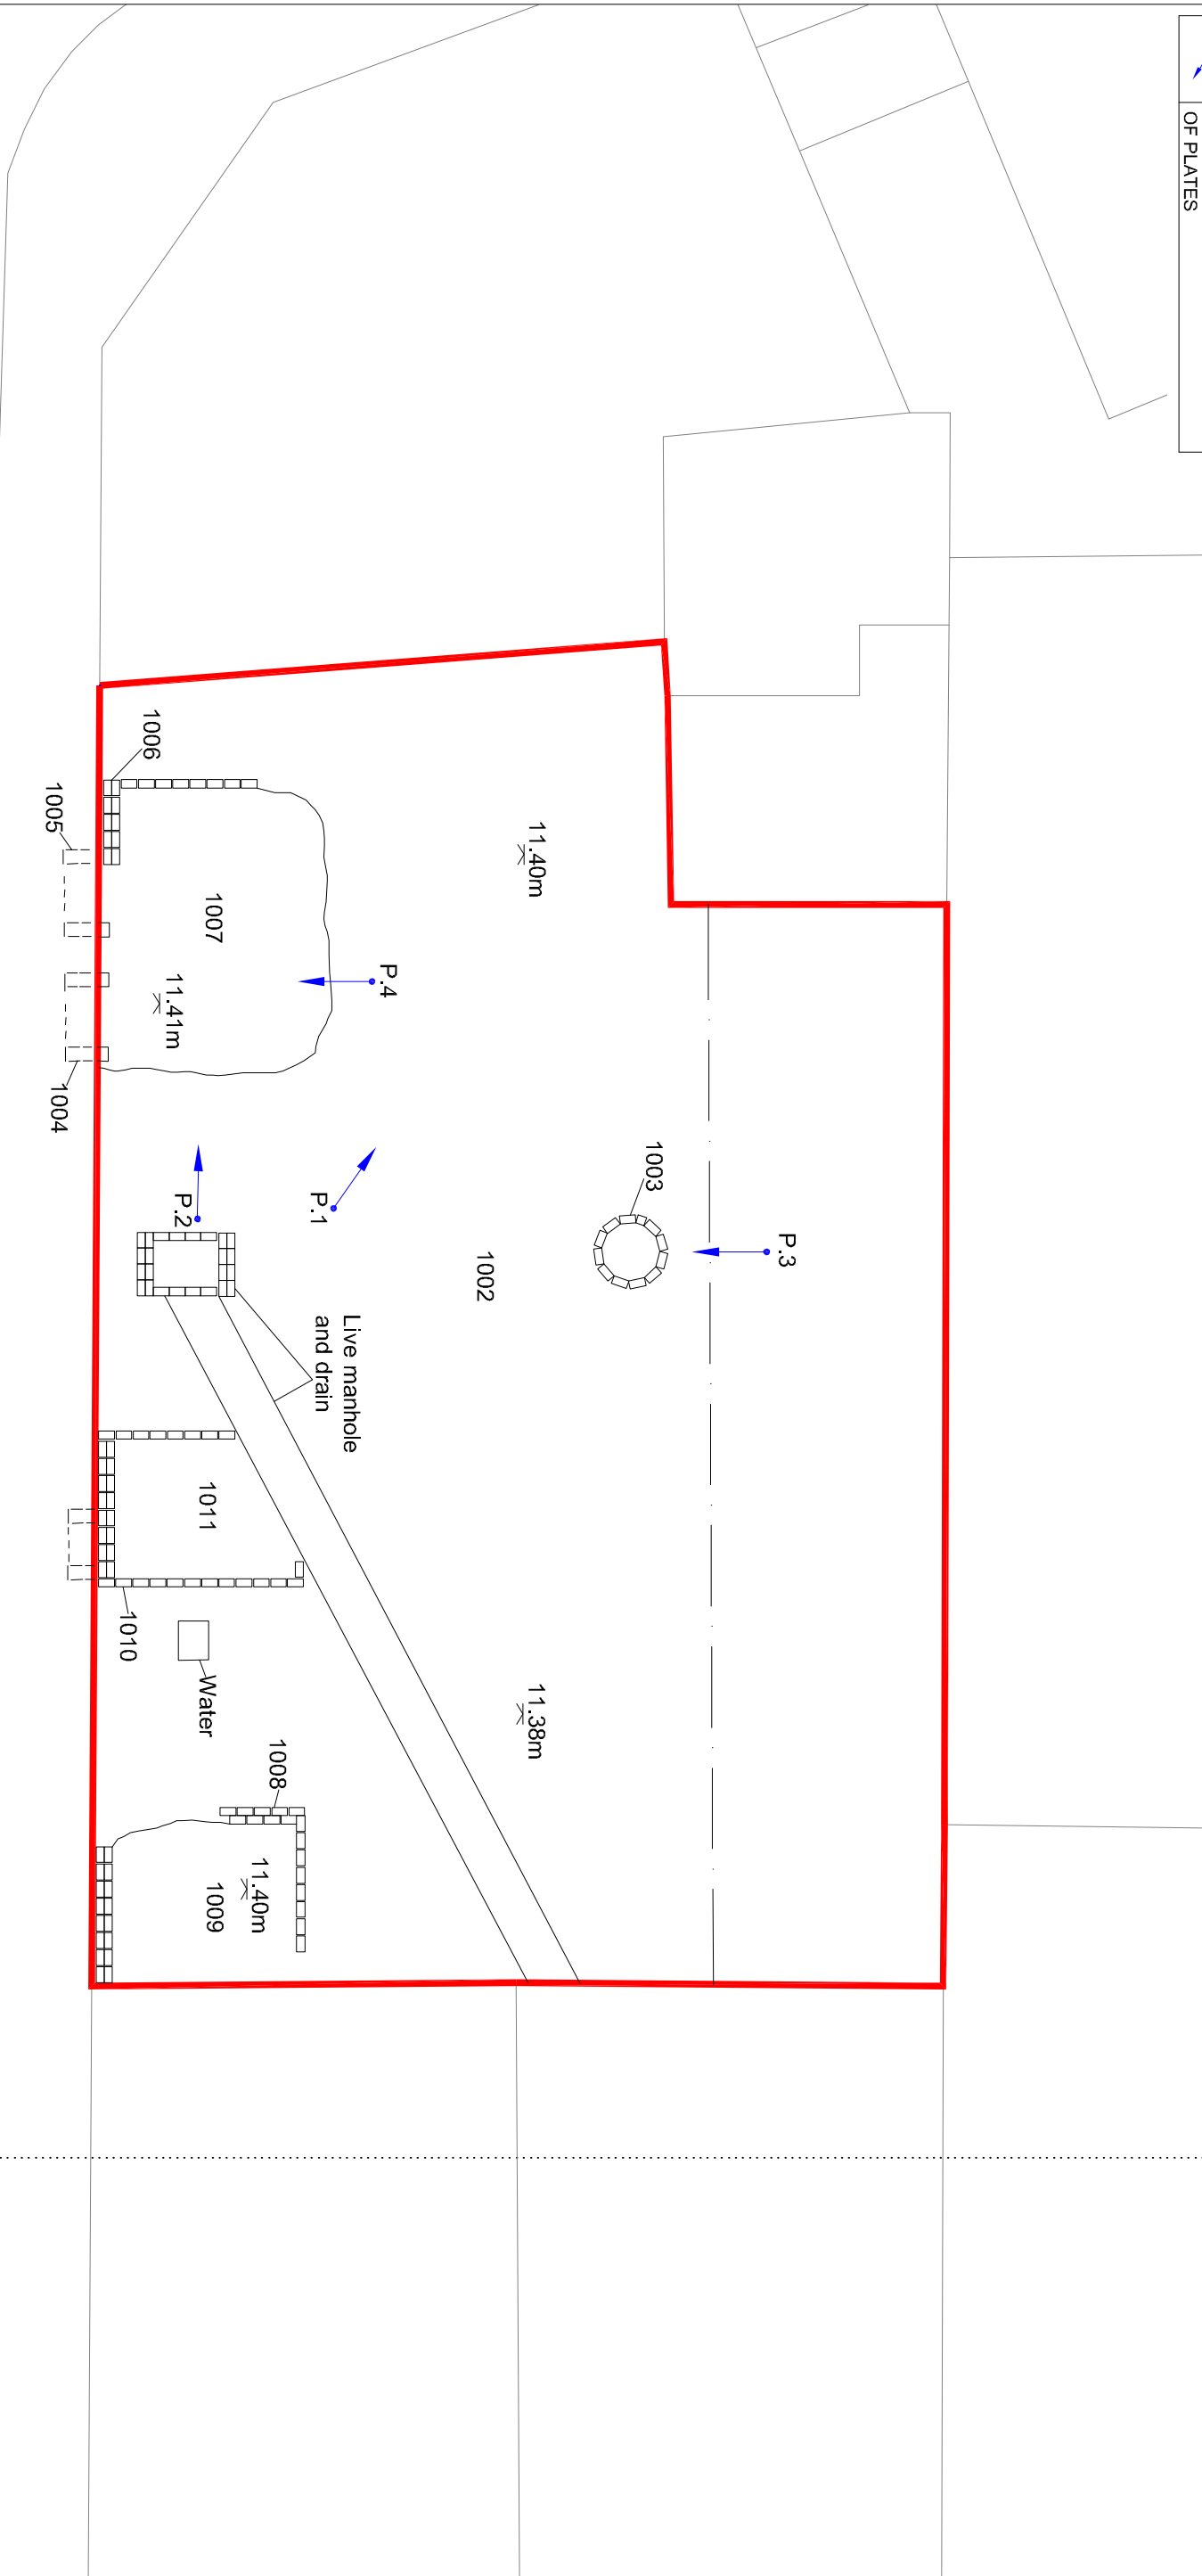 OF PLATES
1006
1005
1007
11.40m
11.41m
P.4
1004
1003
P.1
P.2
P.3
1002
Live manhole
and drain
1011
1010
Water
11.38m
1008
11.40m
1009